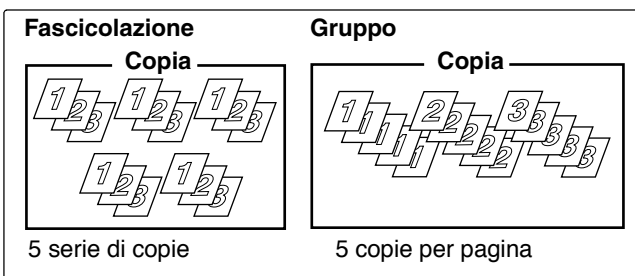 Fascicolazione
Copia
1 2 3 1 2 3 1 2 3
1 2 3 1 2 3
5 serie di copie
Gruppo
Copia
1 1 1 1 1 2 2 2 2 2 3 3 3 3 3
5 copie per pagina